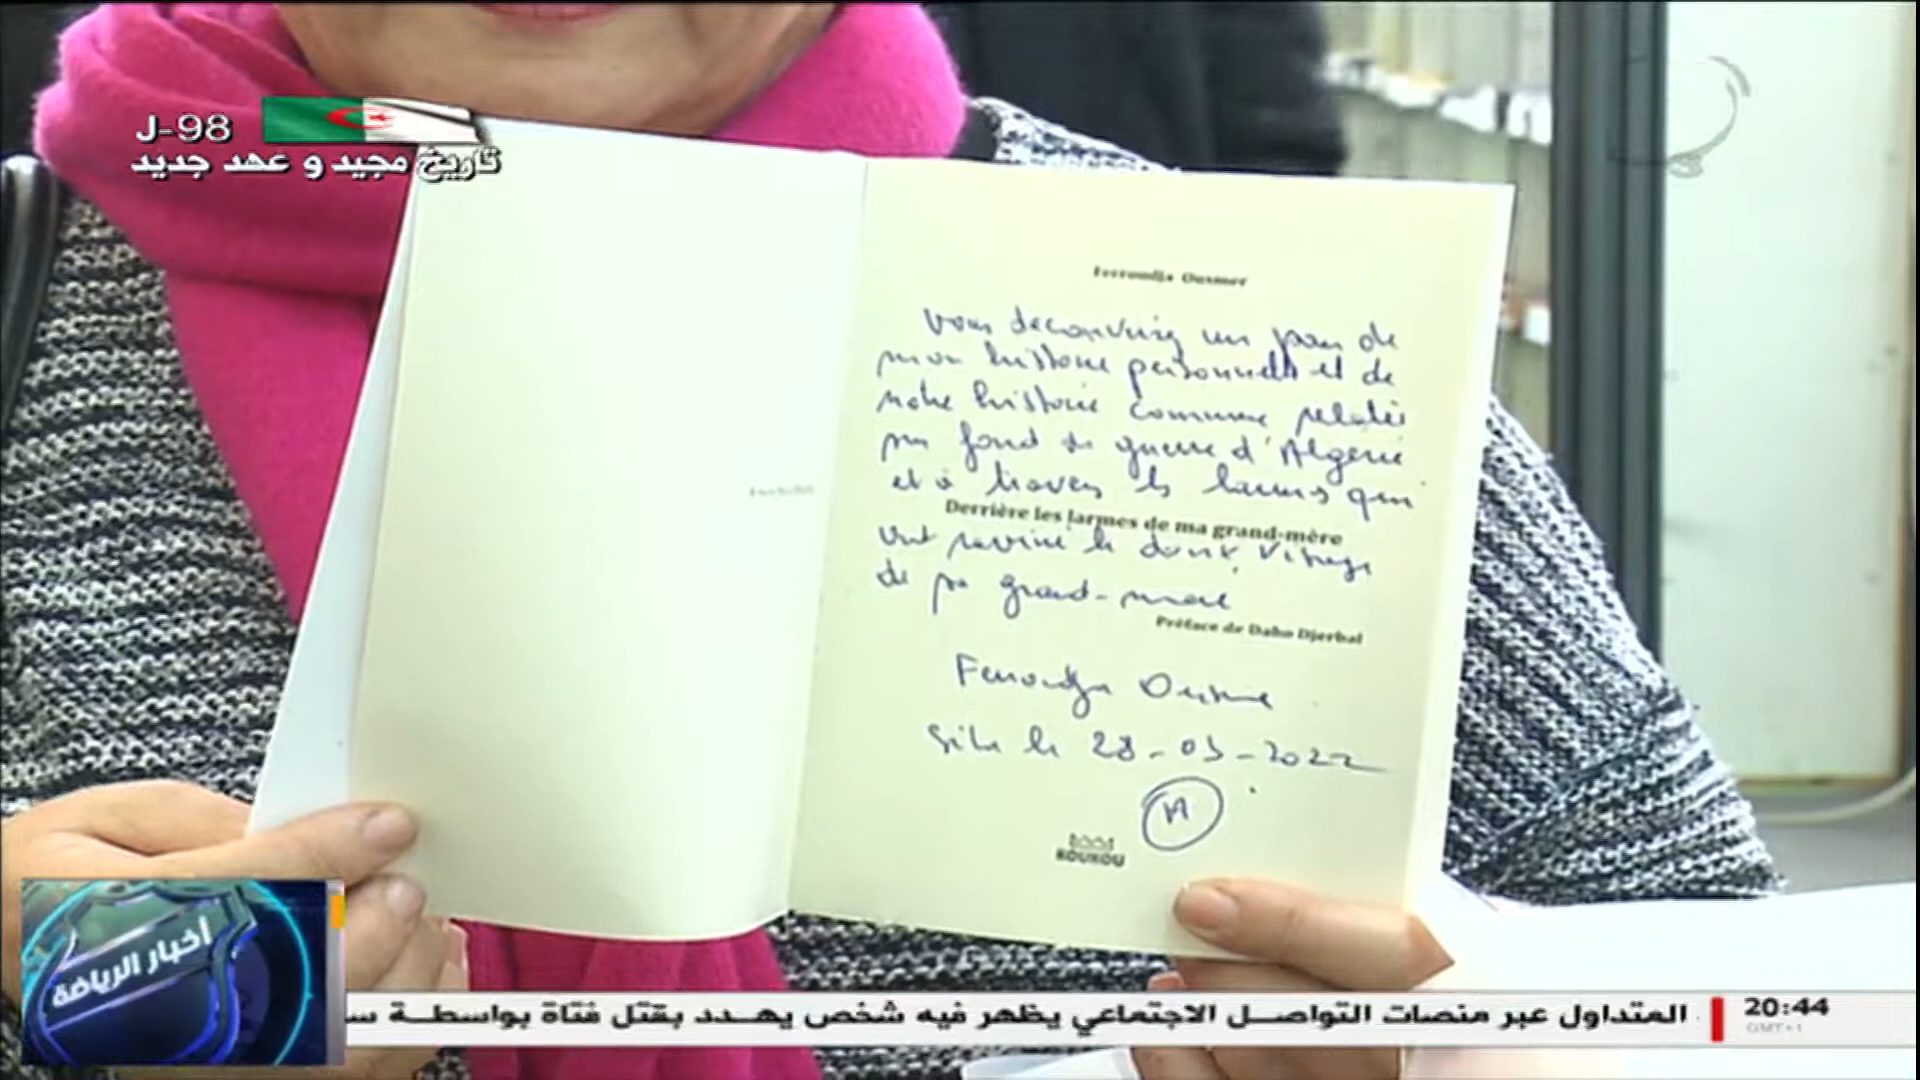 J-98
تاريخ مجيد و عهد جديد
Ferroudja Ousmer
Vous découvrirez un pan de
mon histoire personnelle et de
notre histoire commune relatée
sur fond de guerre d'Algérie
et à travers les larmes qui
Derrière les larmes de ma grand-mère
ont raviné le doux visage
de ma grand-mère
Préface de Daho Djerbal
Ferroudja Ousmer
le 28-03-2022
KOUKOU
أخبار الرياضة
المتداول عبر منصات التواصل الاجتماعي يظهر فيه شخص يهدد بقتل فتاة بواسطة
20:44
GMT+1